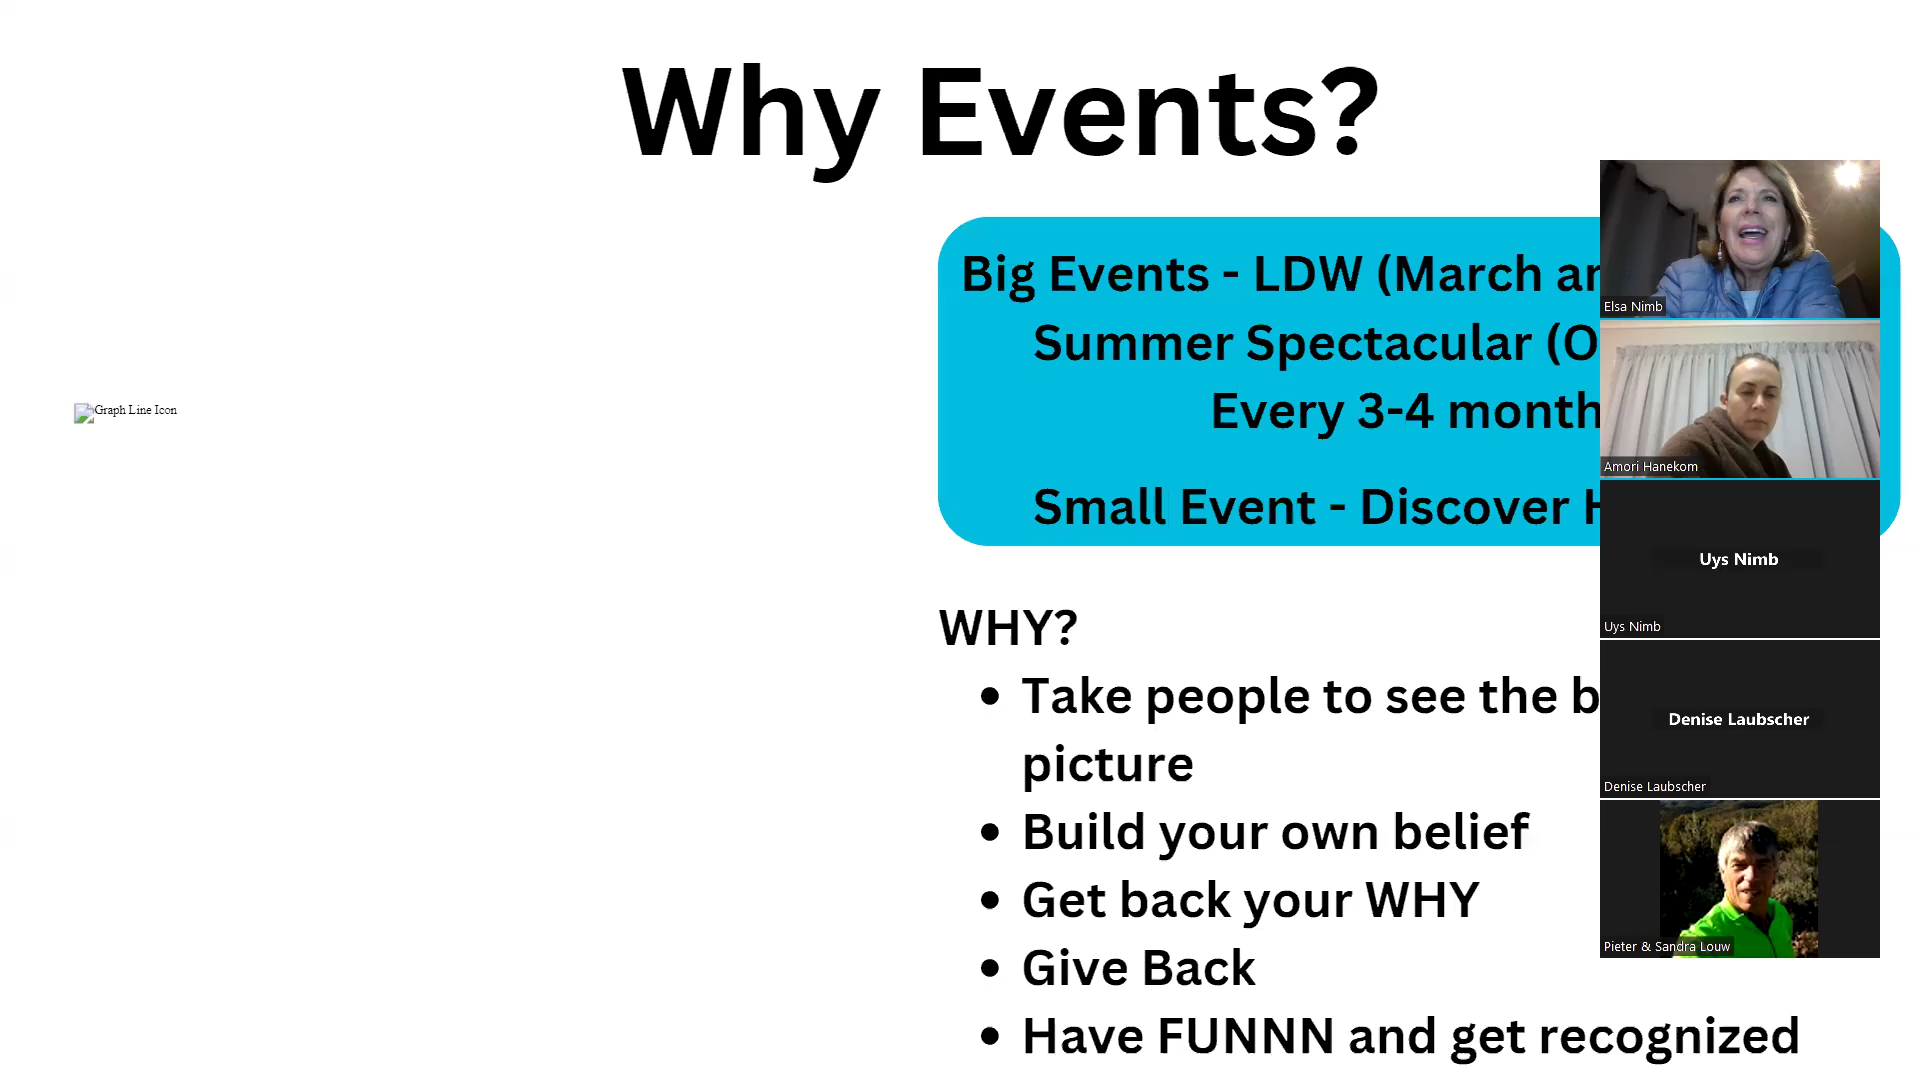 Why Events?
Big Events - LDW (March
Summer Spectacular
Every 3-4
Small Event - Discover
Graph Line Icon
WHY?
Take people to see the
picture
Build your own belief
Get back your WHY
Give Back
Have FUNNN and get recognized
Elsa Nimb
Amori Hanekom
Uys Nimb
Uys Nimb
Denise Laubscher
Denise Laubscher
Pieter & Sandra Louw